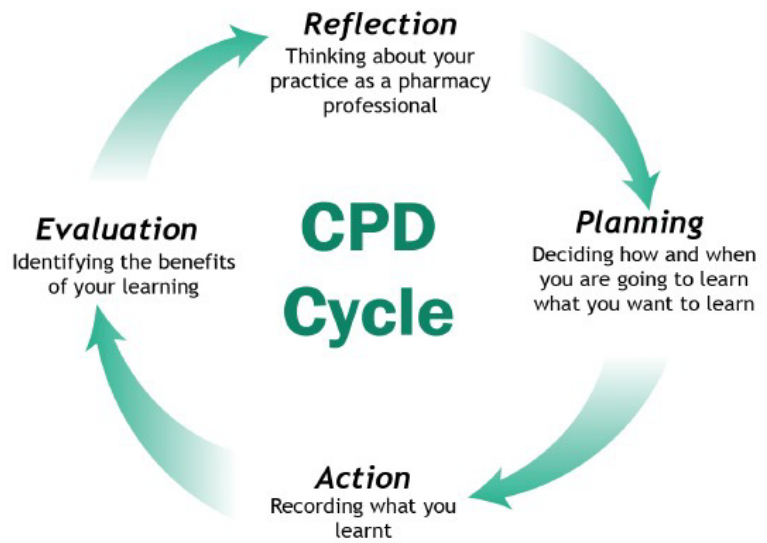 Reflection
Thinking about your
practice as a pharmacy
professional
Planning
Deciding how and when
you are going to learn
what you want to learn
Action
Recording what you
learnt
Evaluation
Identifying the benefits
of your learning
CPD
Cycle